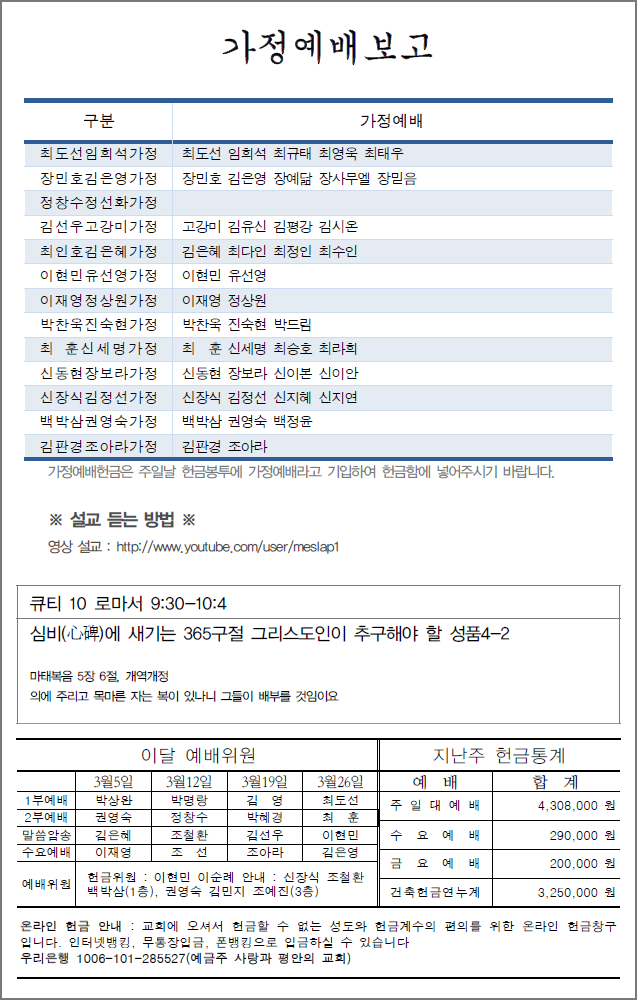 가정예배보고
구분 가정예배
최도선임희석가정 최도선 임희석 최규태 최영욱 최태우
장민호김은영가정 장민호 김은영 장예닮 장사무엘 장믿음
정창수정선화가정
김선우고강미가정 고강미 김유신 김평강 김시온
최인호김은혜가정 김은혜 최다인 최정인 최수인
이현민유선영가정 이현민 유선영
이재영정상원가정 이재영 정상원
박찬욱진숙현가정 박찬욱 진숙현 박드림
최 훈신세명가정 최 훈 신세명 최승호 최라희
신동현장보라가정 신동현 장보라 신이본 신이안
신장식김정선가정 신장식 김정선 신지혜 신지연
백박삼권영숙가정 백박삼 권영숙 백정윤
김판경조아라가정 김판경 조아라
가정예배헌금은 주일날 헌금봉투에 가정예배라고 기입하여 헌금함에 넣어주시기 바랍니다.
※ 설교 듣는 방법 ※
영상 설교 : http://www.youtube.com/user/meslap1
큐티 10 로마서 9:30-10:4
심비(心碑)에 새기는 365구절 그리스도인이 추구해야 할 성품4-2
마태복음 5장 6절, 개역개정
의에 주리고 목마른 자는 복이 있나니 그들이 배부를 것임이요
이달 예배위원
3월5일 3월12일 3월19일 3월26일
1부예배 박상완 박명랑 김 영 최도선
2부예배 권영숙 정창수 박혜경 최 훈
말씀암송 김은혜 조철환 김선우 이현민
수요예배 이재영 조 선 조아라 김은영
예배위원 헌금위원 : 이현민 이순례 안내 : 신장식 조철환
백박삼(1층), 권영숙 김민지 조예진(3층)
지난주 헌금통계
예 배 합 계
주 일 대 예 배 4,308,000 원
수 요 예 배 290,000 원
금 요 예 배 200,000 원
건축헌금연누계 3,250,000 원
온라인 헌금 안내 : 교회에 오셔서 헌금할 수 없는 성도와 헌금계수의 편의를 위한 온라인 헌금창구
입니다. 인터넷뱅킹, 무통장입금, 폰뱅킹으로 입금하실 수 있습니다
우리은행 1006-101-285527(예금주 사랑과 평안의 교회)